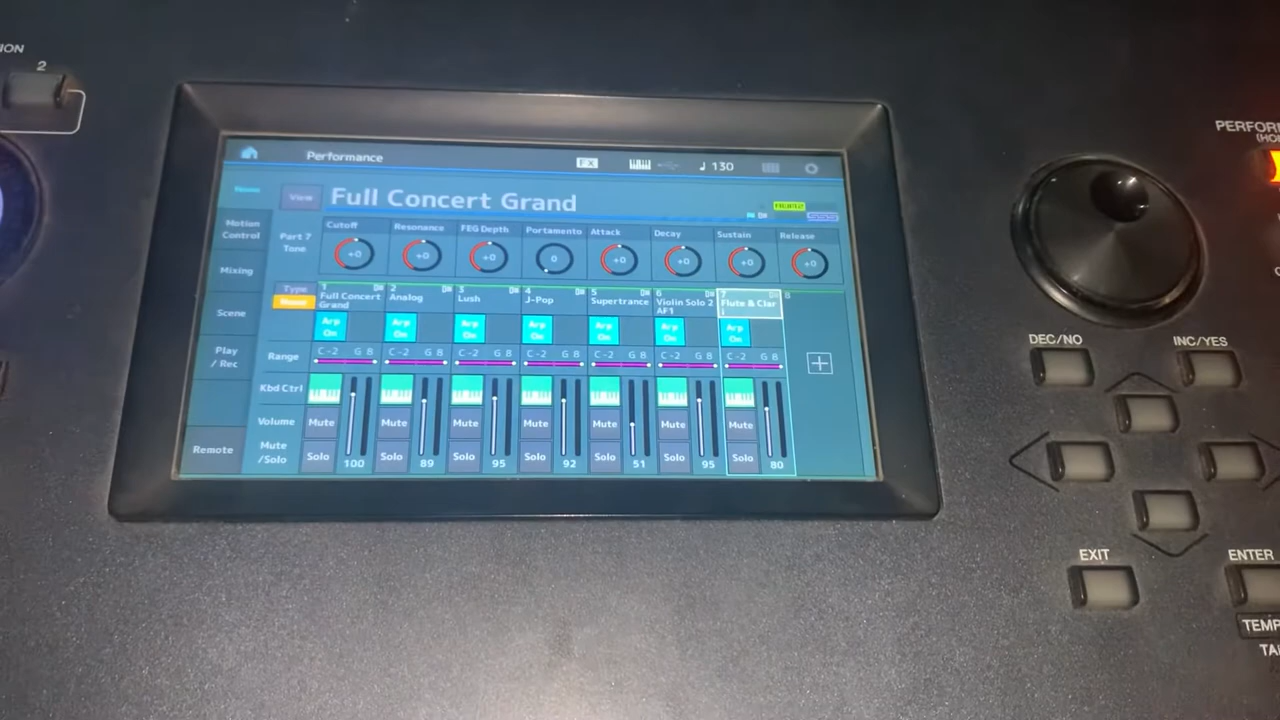 2
Performance
FX
♩ 130
Home
View
Full Concert Grand
Motion
Control
Part 7
Tone
Cutoff
Resonance
FEG Depth
Portamento
Attack
Decay
Sustain
Release
+0
+0
+0
0
+0
+0
+0
+0
Mixing
Type
Name
1
Full Concert
Grand
2
Analog
3
Lush
4
J-Pop
5
Supertrance
6
Violin Solo 2
AF1
7
Flute & Clar
i
8
Scene
Arp
On
Arp
On
Arp
On
Arp
On
Arp
On
Arp
On
Arp
On
Play
/ Rec
Range
C -2 G 8
C -2 G 8
C -2 G 8
C -2 G 8
C -2 G 8
C -2 G 8
C -2 G 8
Kbd Ctrl
Volume
Mute
Mute
Mute
Mute
Mute
Mute
Mute
Remote
Mute
/Solo
Solo
100
Solo
89
Solo
95
Solo
92
Solo
51
Solo
95
Solo
80
DEC/NO
INC/YES
EXIT
ENTER